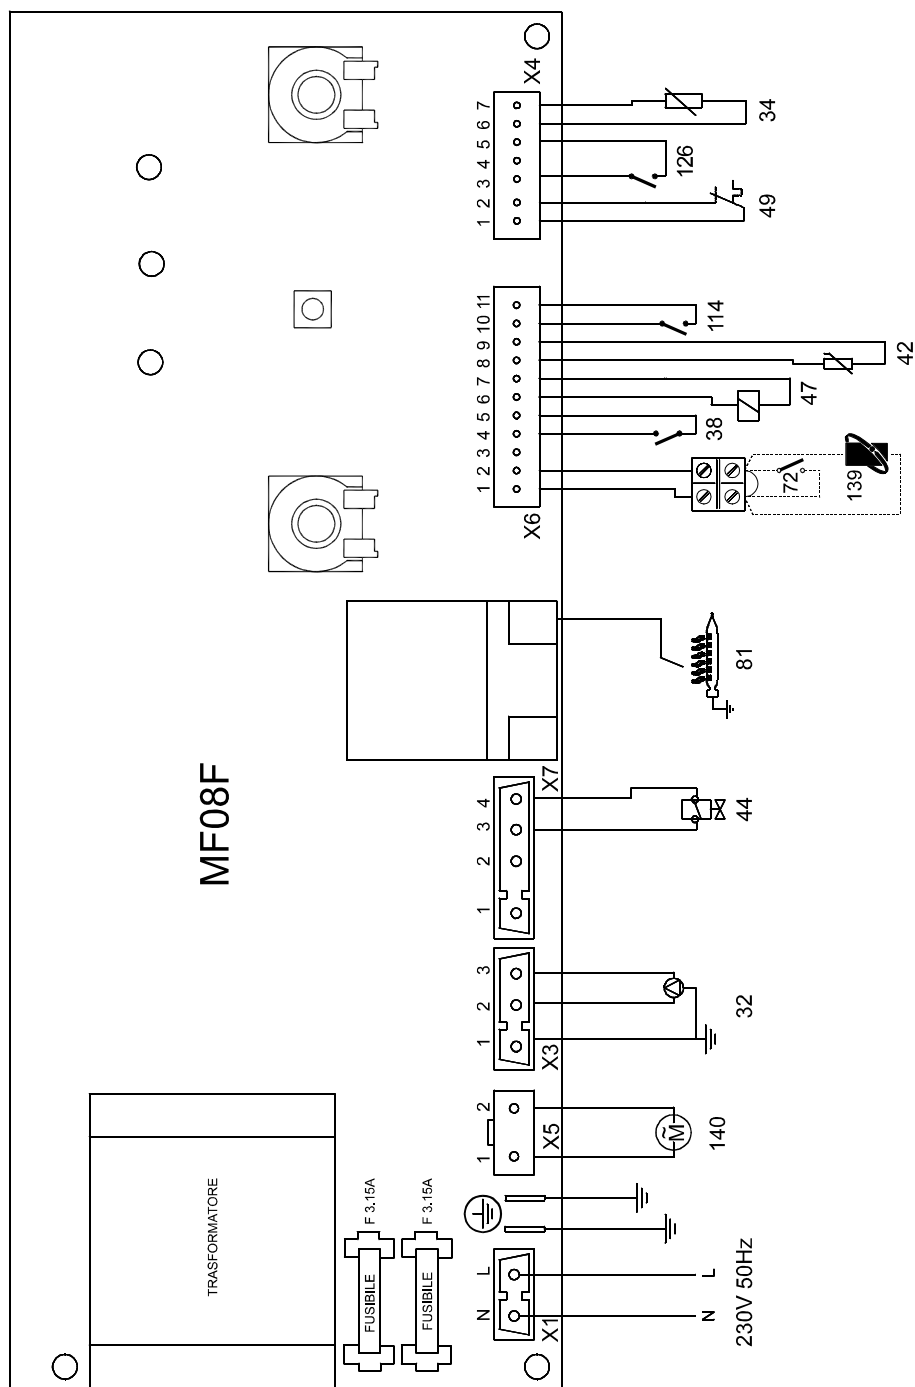 X4
7
6
5
4
3
2
1
34
126
49
11
10
9
8
7
6
5
4
3
2
1
X6
114
42
47
38
72
139
81
MF08F
X7
4
3
2
1
44
3
2
1
X3
32
2
1
X5
140
TRASFORMATORE
FUSIBILE
F 3.15A
FUSIBILE
F 3.15A
L
N
X1
L
N
230V 50Hz
M
~